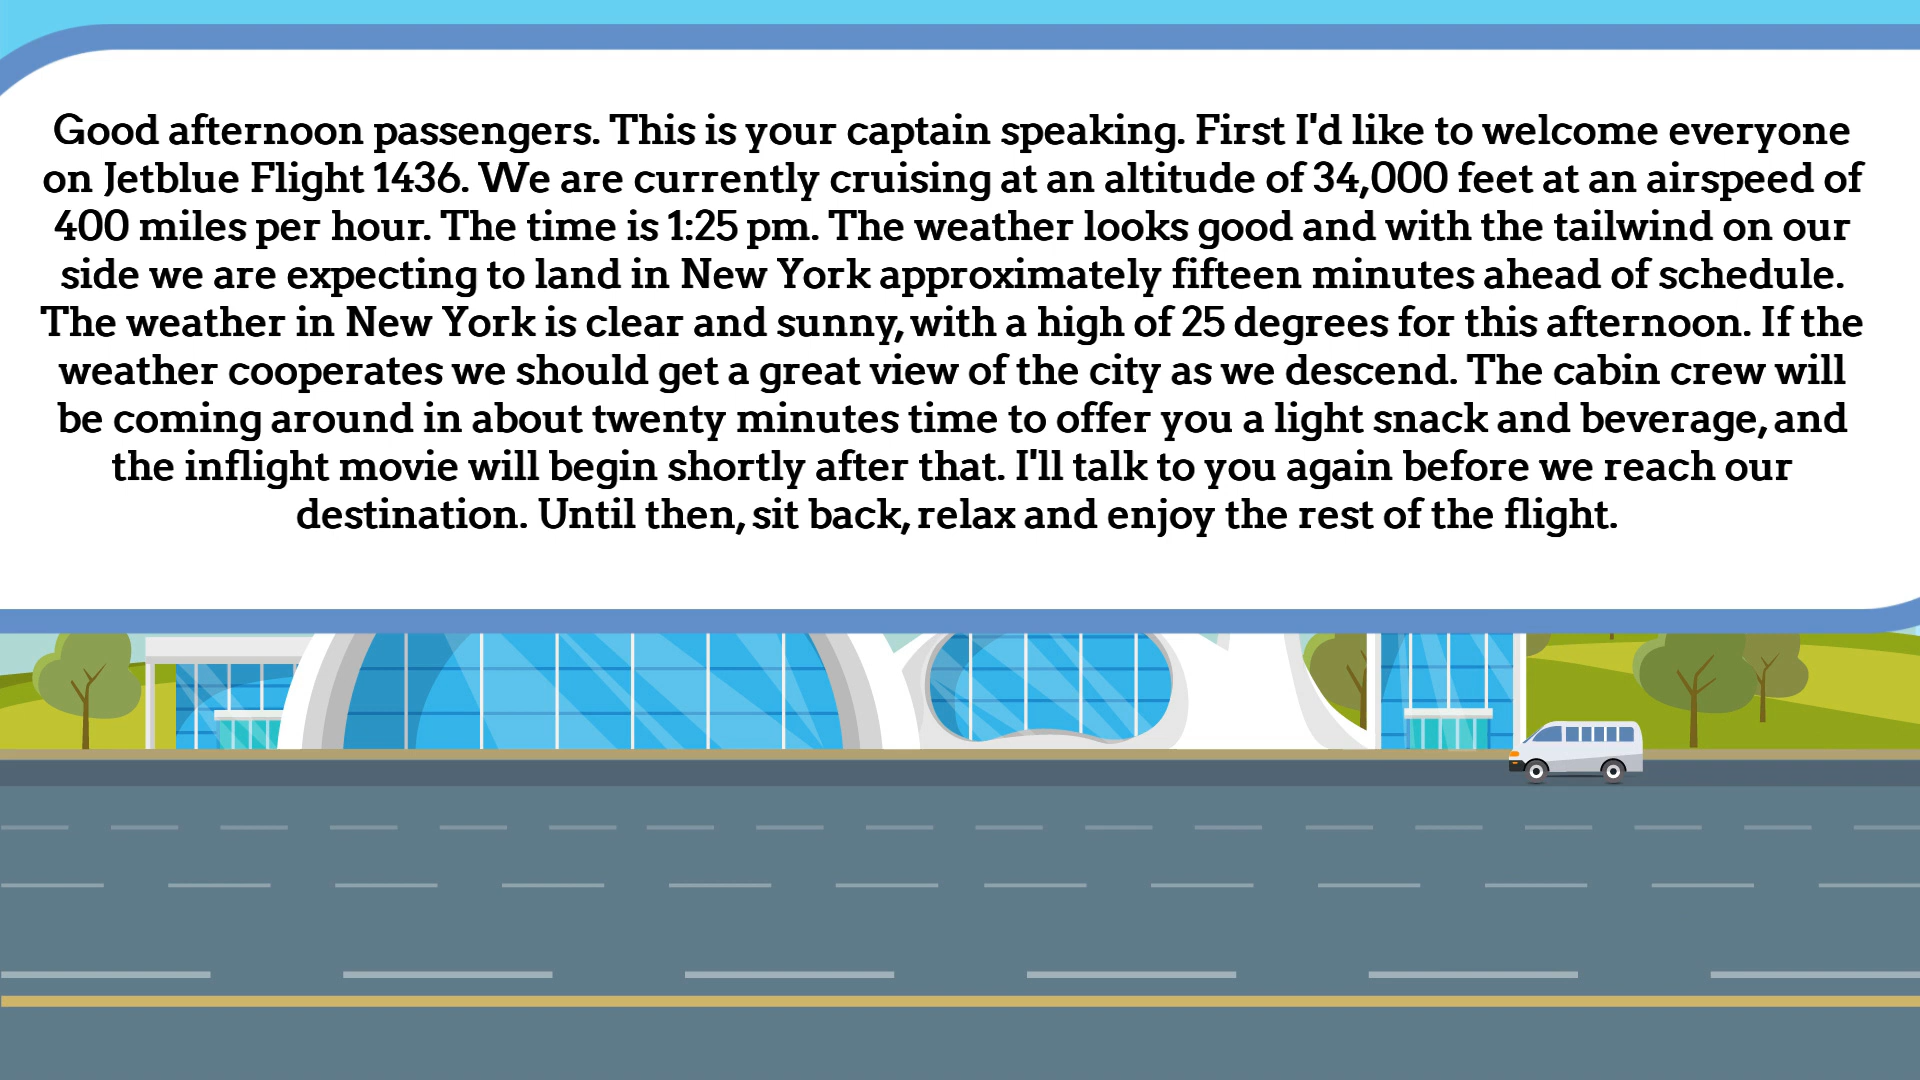 Good afternoon passengers. This is your captain speaking. First I'd like to welcome everyone
on Jetblue Flight 1436. We are currently cruising at an altitude of 34,000 feet at an airspeed of
400 miles per hour. The time is 1:25 pm. The weather looks good and with the tailwind on our
side we are expecting to land in New York approximately fifteen minutes ahead of schedule.
The weather in New York is clear and sunny, with a high of 25 degrees for this afternoon. If the
weather cooperates we should get a great view of the city as we descend. The cabin crew will
be coming around in about twenty minutes time to offer you a light snack and beverage, and
the inflight movie will begin shortly after that. I'll talk to you again before we reach our
destination. Until then, sit back, relax and enjoy the rest of the flight.